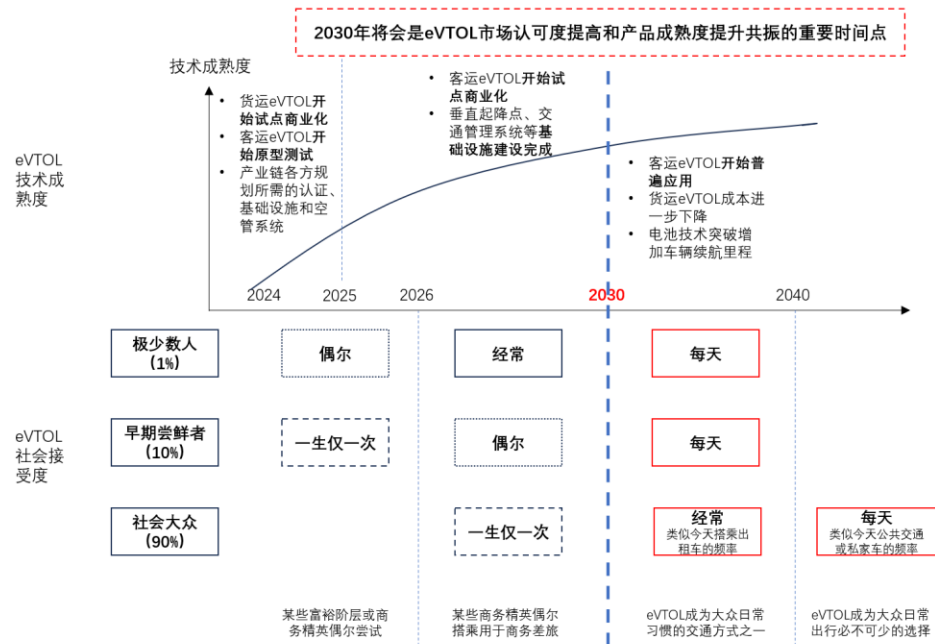 2030年将会是eVTOL市场认可度提高和产品成熟度提升共振的重要时间点
技术成熟度
eVTOL
技术成
熟度
• 货运eVTOL开
始试点商业化
• 客运eVTOL开
始原型测试
• 产业链各方规
划所需的认证、
基础设施和空
管系统
• 客运eVTOL开始试
点商业化
• 垂直起降点、交
通管理系统等基
础设施建设完成
• 客运eVTOL开始普
遍应用
• 货运eVTOL成本进
一步下降
• 电池技术突破增
加车辆续航里程
2024
2025
2026
2030
2040
eVTOL
社会接
受度
极少数人
(1%)
偶尔
经常
每天
早期尝鲜者
(10%)
一生仅一次
偶尔
每天
社会大众
(90%)
一生仅一次
经常
类似今天搭乘出
租车的频率
每天
类似今天公共交通
或私家车的频率
某些富裕阶层或商
务精英偶尔尝试
某些商务精英偶尔
搭乘用于商务差旅
eVTOL成为大众日常
习惯的交通方式之一
eVTOL成为大众日常
出行必不可少的选择